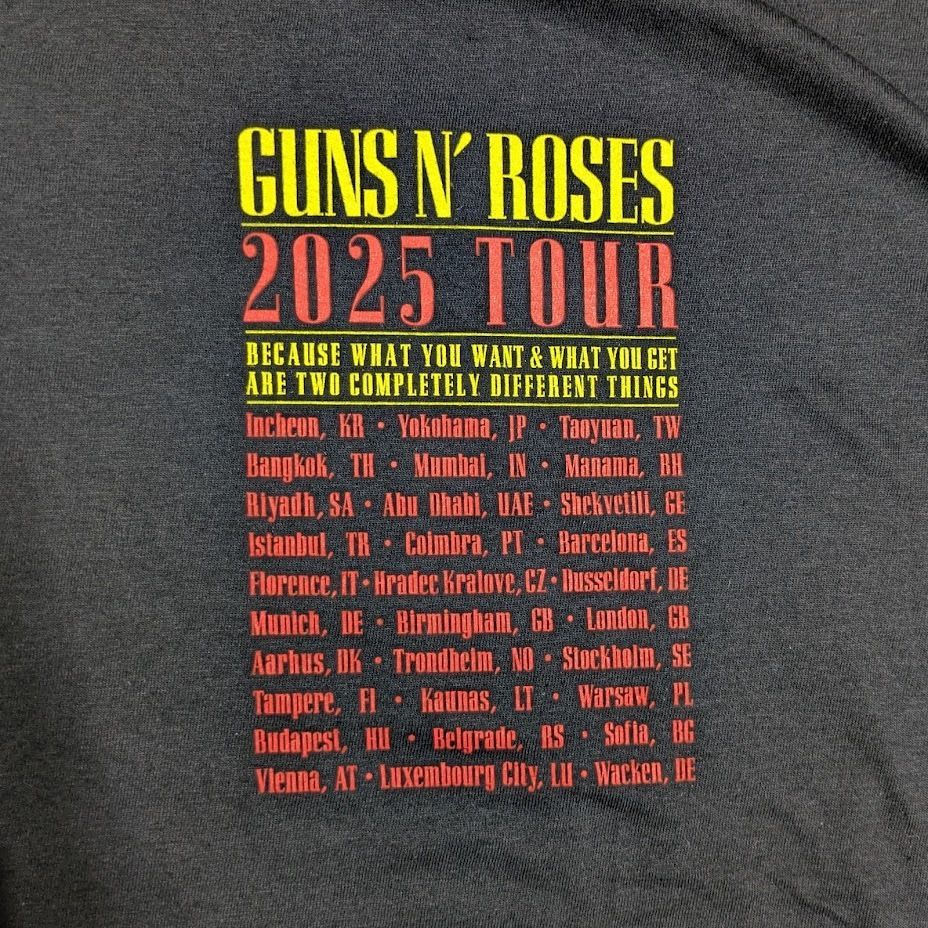 GUNS N' ROSES
2025 TOUR
BECAUSE WHAT YOU WANT & WHAT YOU GET
ARE TWO COMPLETELY DIFFERENT THINGS
Incheon, KR • Yokohama, JP • Taoyuan, TW
Bangkok, TH • Mumbai, IN • Manama, BH
Riyadh, SA • Abu Dhabi, UAE • Shekvetili, GE
Istanbul, TR • Coimbra, PT • Barcelona, ES
Florence, IT • Hradec Kralove, CZ • Dusseldorf, DE
Munich, DE • Birmingham, GB • London, GB
Aarhus, DK • Trondheim, NO • Stockholm, SE
Tampere, FI • Kaunas, LT • Warsaw, PL
Budapest, HU • Belgrade, RS • Sofia, BG
Vienna, AT • Luxembourg City, LU • Wacken, DE